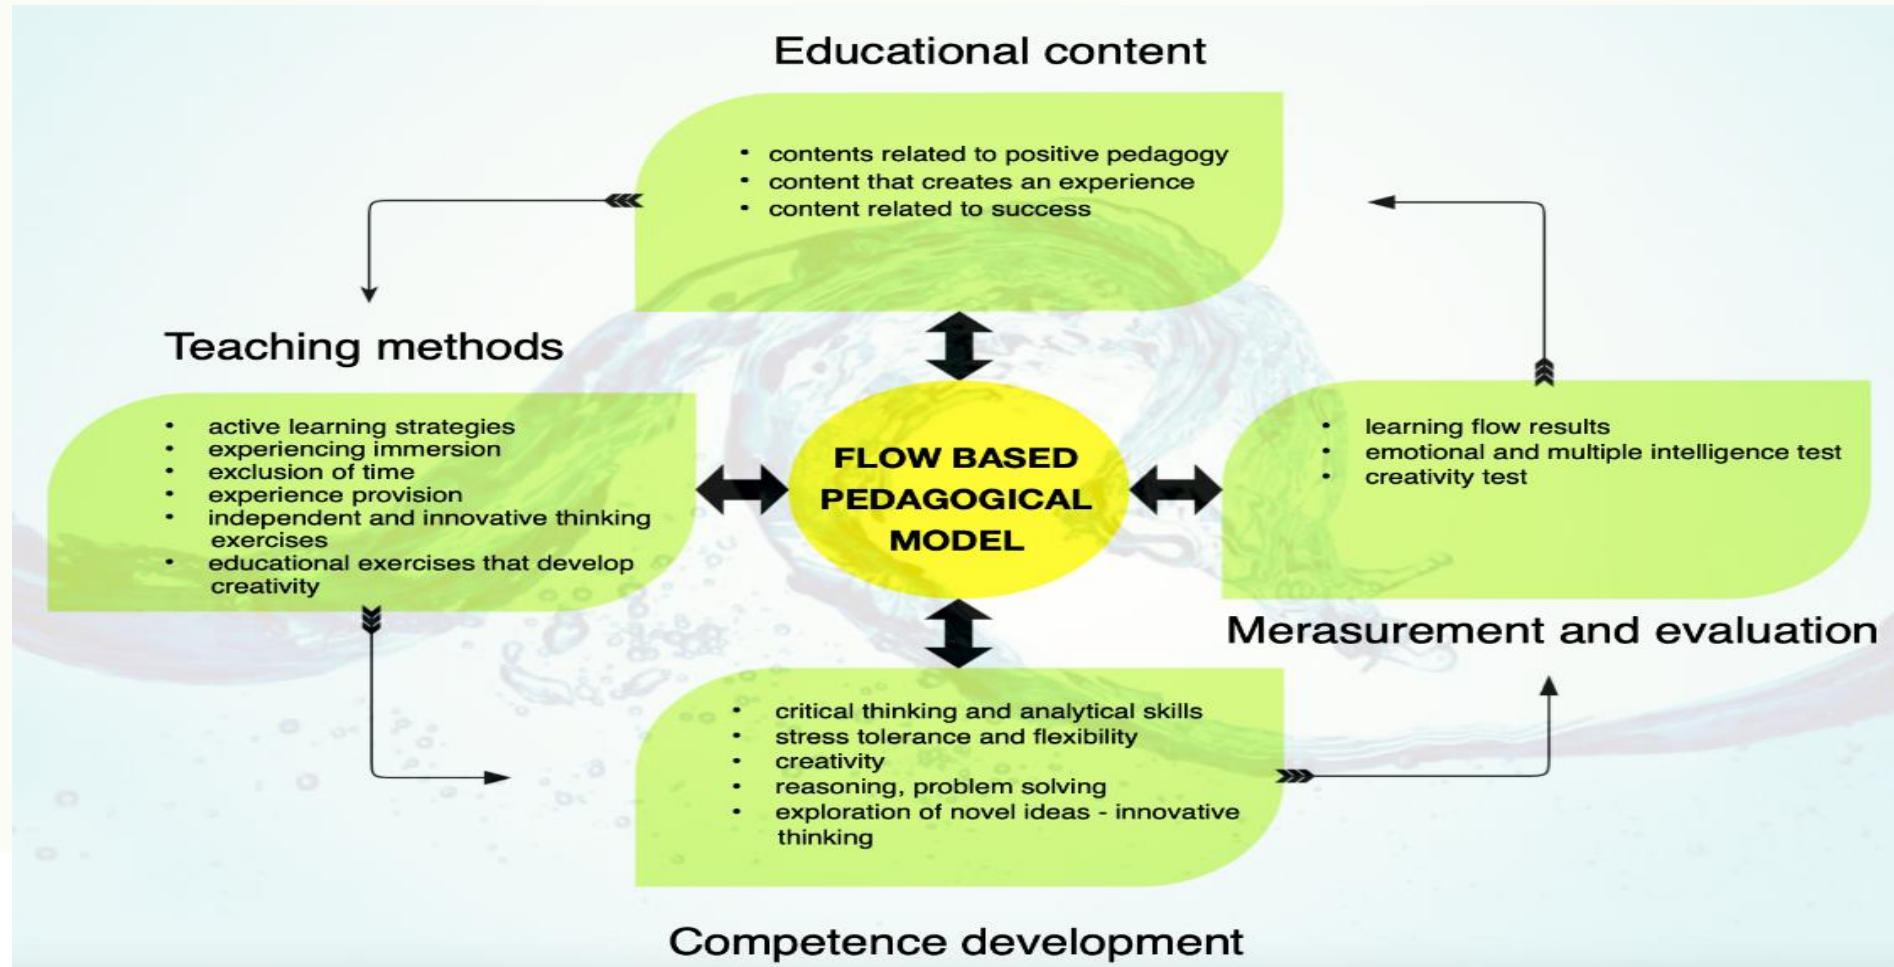 Educational content
• contents related to positive pedagogy
• content that creates an experience
• content related to success
Teaching methods
• active learning strategies
• experiencing immersion
• exclusion of time
• experience provision
• independent and innovative thinking
exercises
• educational exercises that develop
creativity
FLOW BASED
PEDAGOGICAL
MODEL
• learning flow results
• emotional and multiple intelligence test
• creativity test
Merasurement and evaluation
• critical thinking and analytical skills
• stress tolerance and flexibility
• creativity
• reasoning, problem solving
• exploration of novel ideas - innovative
thinking
Competence development